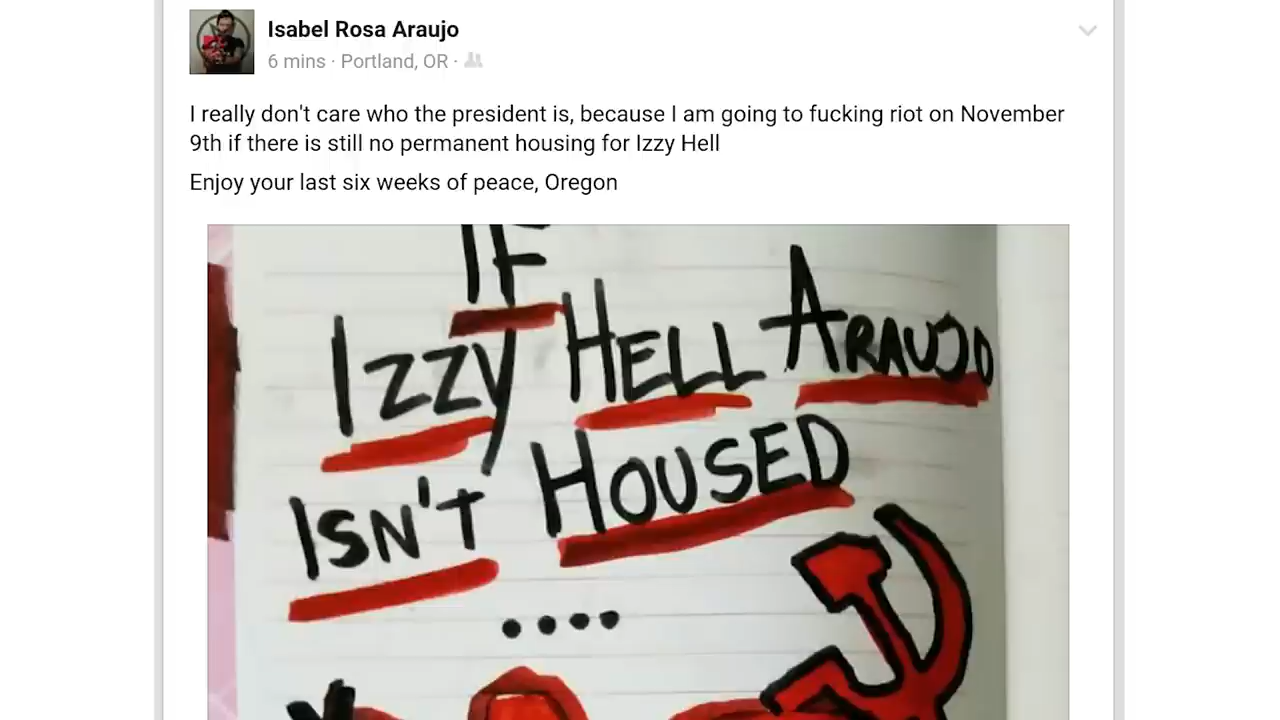 Isabel Rosa Araujo
6 mins · Portland, OR ·
I really don't care who the president is, because I am going to fucking riot on November
9th if there is still no permanent housing for Izzy Hell
Enjoy your last six weeks of peace, Oregon
IF
IZZY HELL ARAUJO
ISN'T HOUSED
....